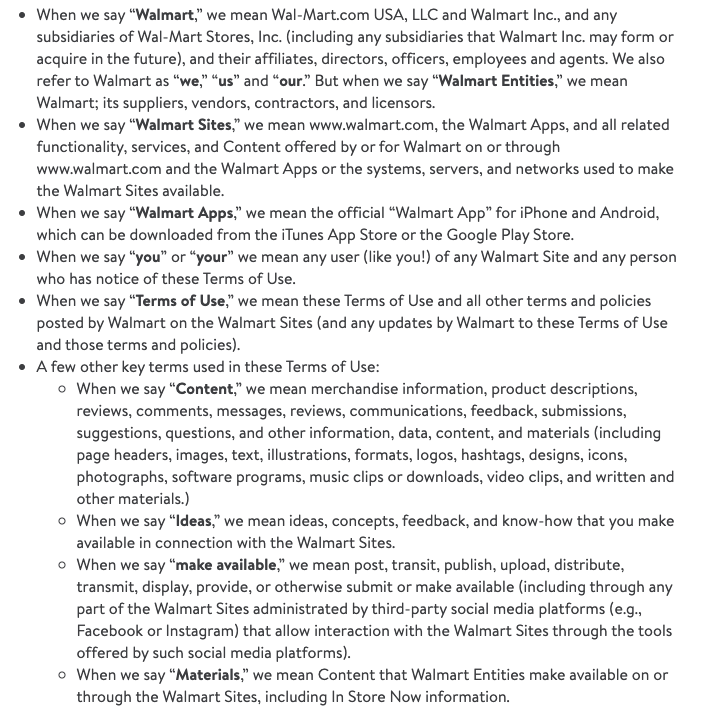 • When we say “Walmart,” we mean Wal-Mart.com USA, LLC and Walmart Inc., and any
subsidiaries of Wal-Mart Stores, Inc. (including any subsidiaries that Walmart Inc. may form or
acquire in the future), and their affiliates, directors, officers, employees and agents. We also
refer to Walmart as “we,” “us” and “our.” But when we say “Walmart Entities,” we mean
Walmart; its suppliers, vendors, contractors, and licensors.
• When we say “Walmart Sites,” we mean www.walmart.com, the Walmart Apps, and all related
functionality, services, and Content offered by or for Walmart on or through
www.walmart.com and the Walmart Apps or the systems, servers, and networks used to make
the Walmart Sites available.
• When we say “Walmart Apps,” we mean the official “Walmart App” for iPhone and Android,
which can be downloaded from the iTunes App Store or the Google Play Store.
• When we say “you” or “your” we mean any user (like you!) of any Walmart Site and any person
who has notice of these Terms of Use.
• When we say “Terms of Use,” we mean these Terms of Use and all other terms and policies
posted by Walmart on the Walmart Sites (and any updates by Walmart to these Terms of Use
and those terms and policies).
• A few other key terms used in these Terms of Use:
◦ When we say “Content,” we mean merchandise information, product descriptions,
reviews, comments, messages, reviews, communications, feedback, submissions,
suggestions, questions, and other information, data, content, and materials (including
page headers, images, text, illustrations, formats, logos, hashtags, designs, icons,
photographs, software programs, music clips or downloads, video clips, and written and
other materials.)
◦ When we say “Ideas,” we mean ideas, concepts, feedback, and know-how that you make
available in connection with the Walmart Sites.
◦ When we say “make available,” we mean post, transit, publish, upload, distribute,
transmit, display, provide, or otherwise submit or make available (including through any
part of the Walmart Sites administrated by third-party social media platforms (e.g.,
Facebook or Instagram) that allow interaction with the Walmart Sites through the tools
offered by such social media platforms).
◦ When we say “Materials,” we mean Content that Walmart Entities make available on or
through the Walmart Sites, including In Store Now information.